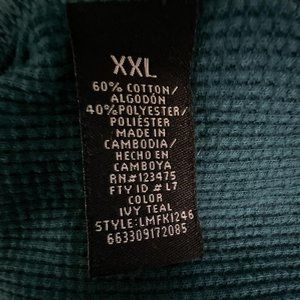 XXL
60% COTTON/
ALGODÓN
40%POLYESTER/
POLIÉSTER
MADE IN
CAMBODIA/
HECHO EN
CAMBOYA
RN#123475
FTY ID # L7
COLOR
IVY TEAL
STYLE:LMFK1246
663309172085